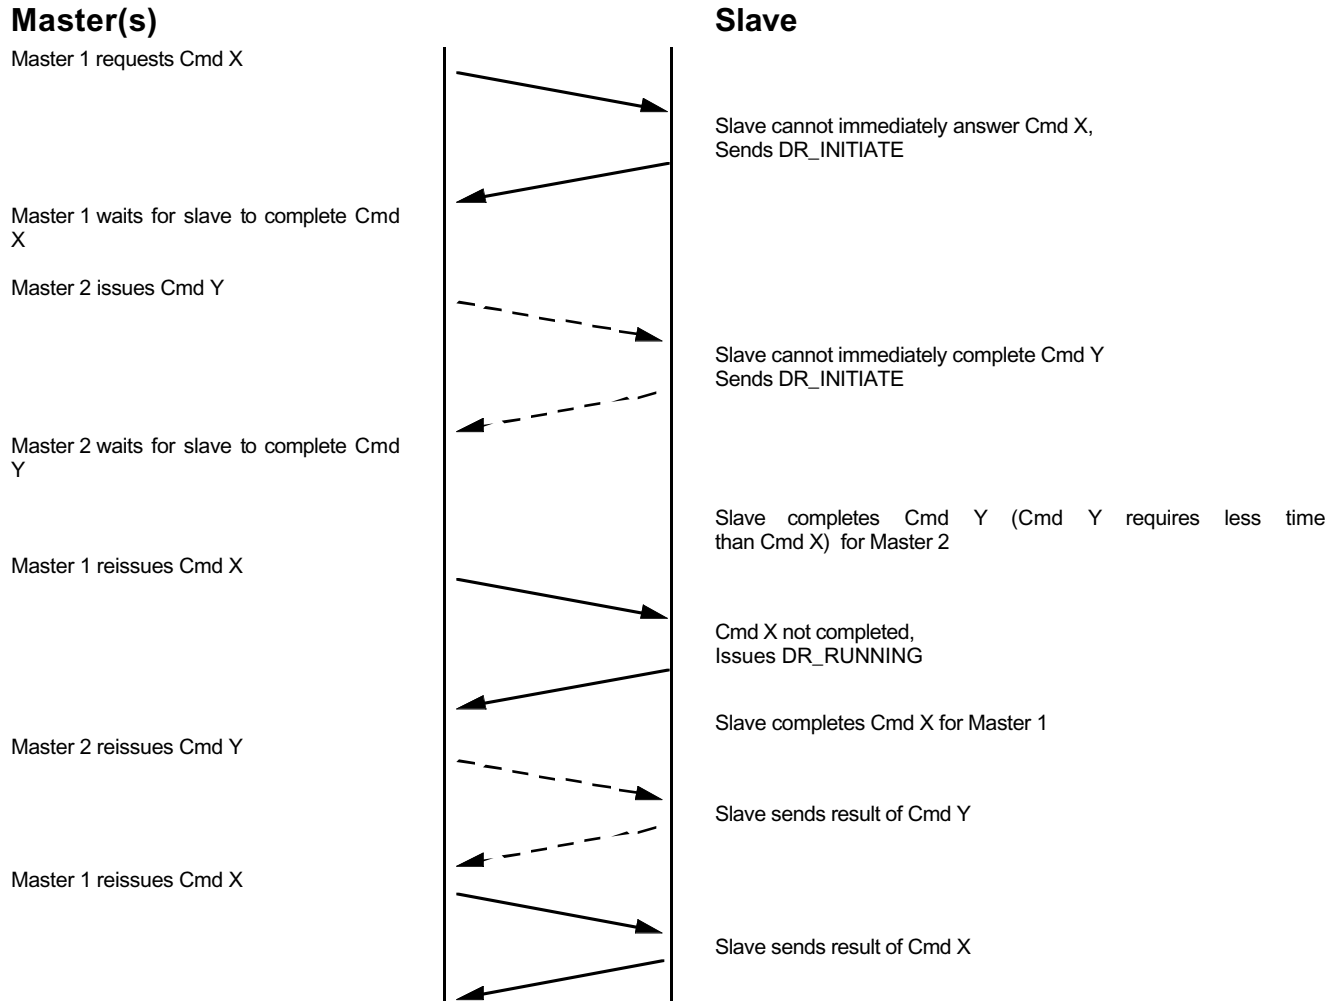 Master(s)
Slave
Master 1 requests Cmd X
Slave cannot immediately answer Cmd X,
Sends DR_INITIATE
Master 1 waits for slave to complete Cmd
X
Master 2 issues Cmd Y
Slave cannot immediately complete Cmd Y
Sends DR_INITIATE
Master 2 waits for slave to complete Cmd
Y
Slave completes Cmd Y (Cmd Y requires less time
than Cmd X) for Master 2
Master 1 reissues Cmd X
Cmd X not completed,
Issues DR_RUNNING
Slave completes Cmd X for Master 1
Master 2 reissues Cmd Y
Slave sends result of Cmd Y
Master 1 reissues Cmd X
Slave sends result of Cmd X